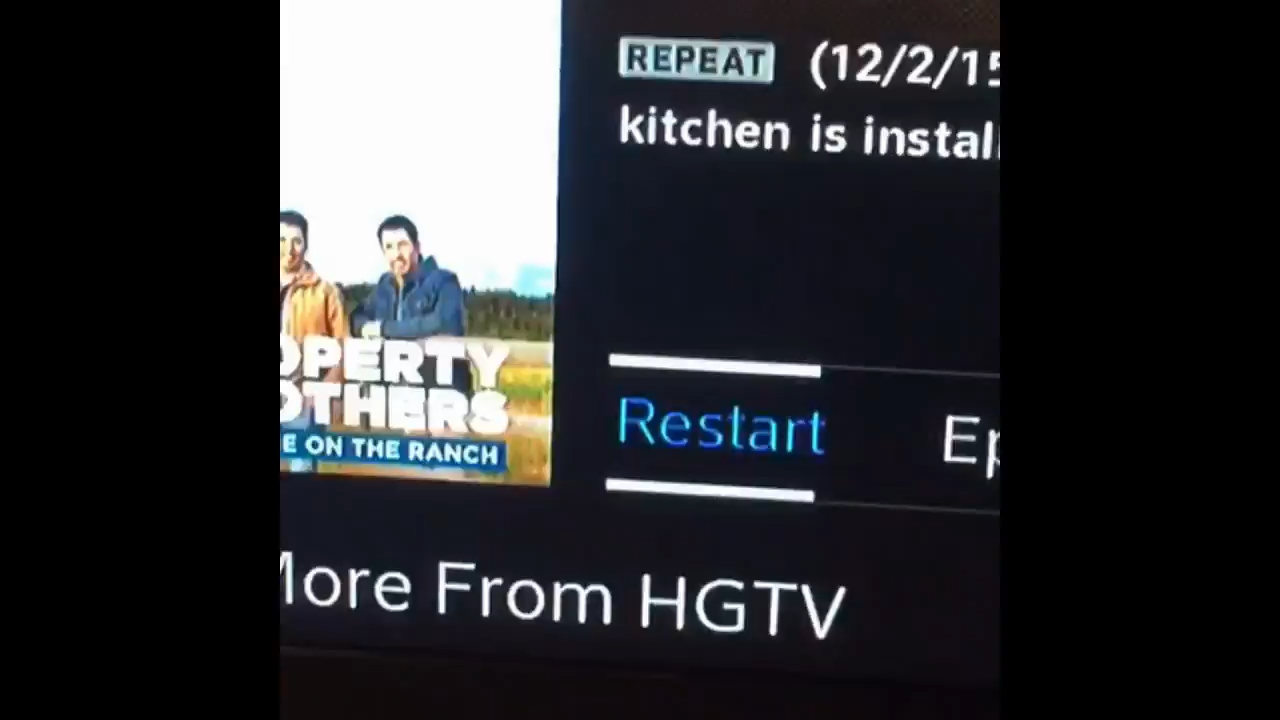 REPEAT (12/2/15
kitchen is instal
OPERTY
OTHERS
E ON THE RANCH
Restart Ep
More From HGTV